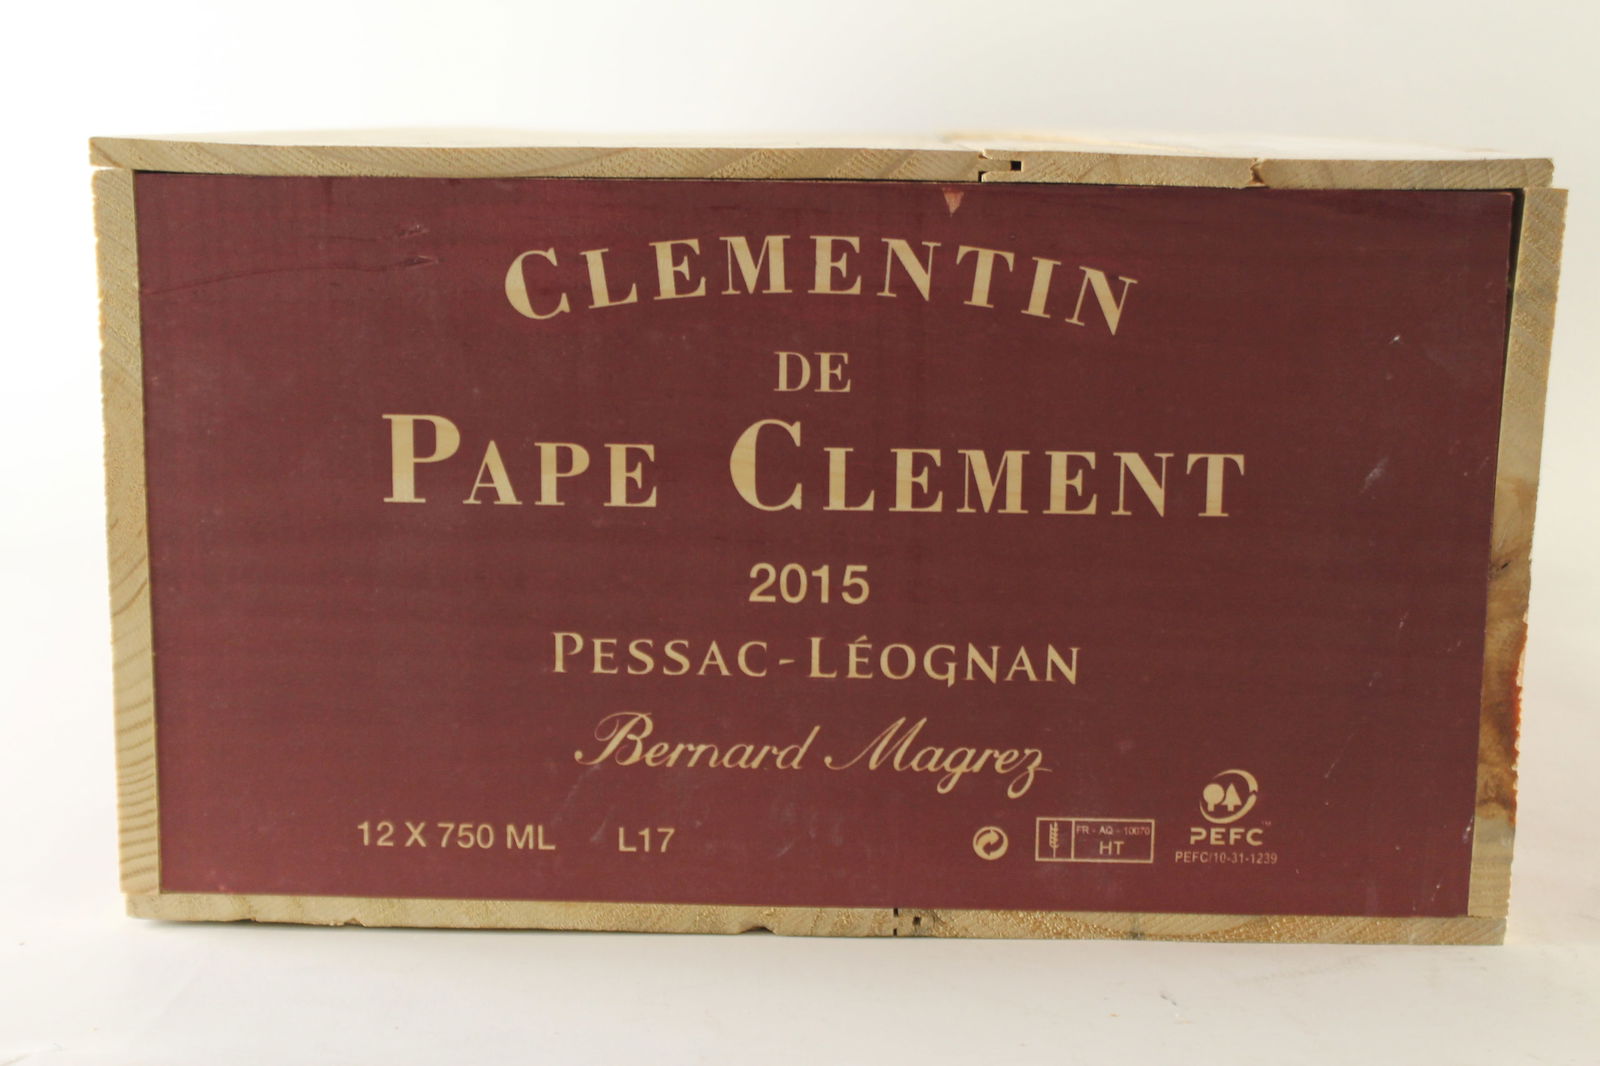 CLEMENTIN
DE
PAPE CLEMENT
2015
PESSAC-LÉOGNAN
Bernard Magrez
12 X 750 ML L17
FR - AQ - 10070
HT
PEFC™
PEFC/10-31-1239